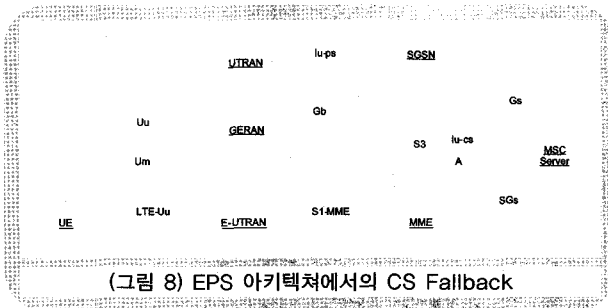 UTRAN
Iu-ps
SGSN
Gs
Uu
GERAN
Gb
S3
Iu-cs
A
MSC
Server
Um
SGs
UE
LTE-Uu
E-UTRAN
S1-MME
MME
(그림 8) EPS 아키텍쳐에서의 CS Fallback